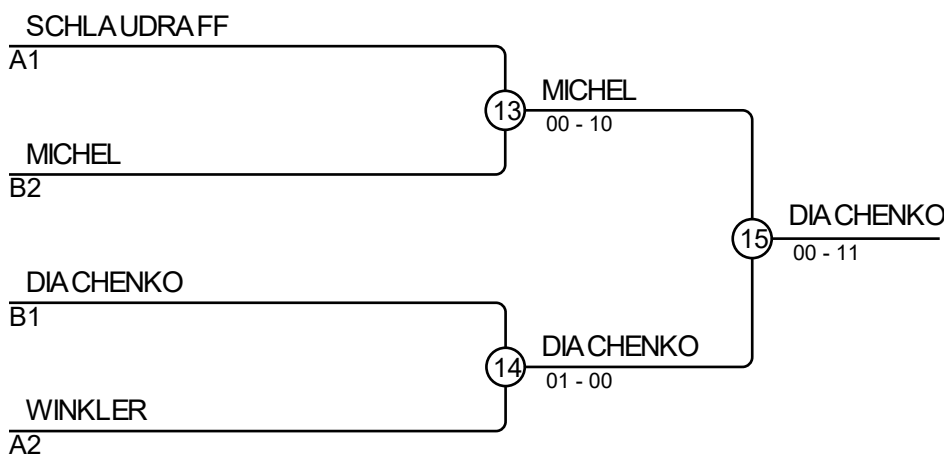 SCHLAUDRAFF
A1
13
MICHEL
00 - 10
MICHEL
B2
15
DIACHENKO
00 - 11
DIACHENKO
B1
14
DIACHENKO
01 - 00
WINKLER
A2